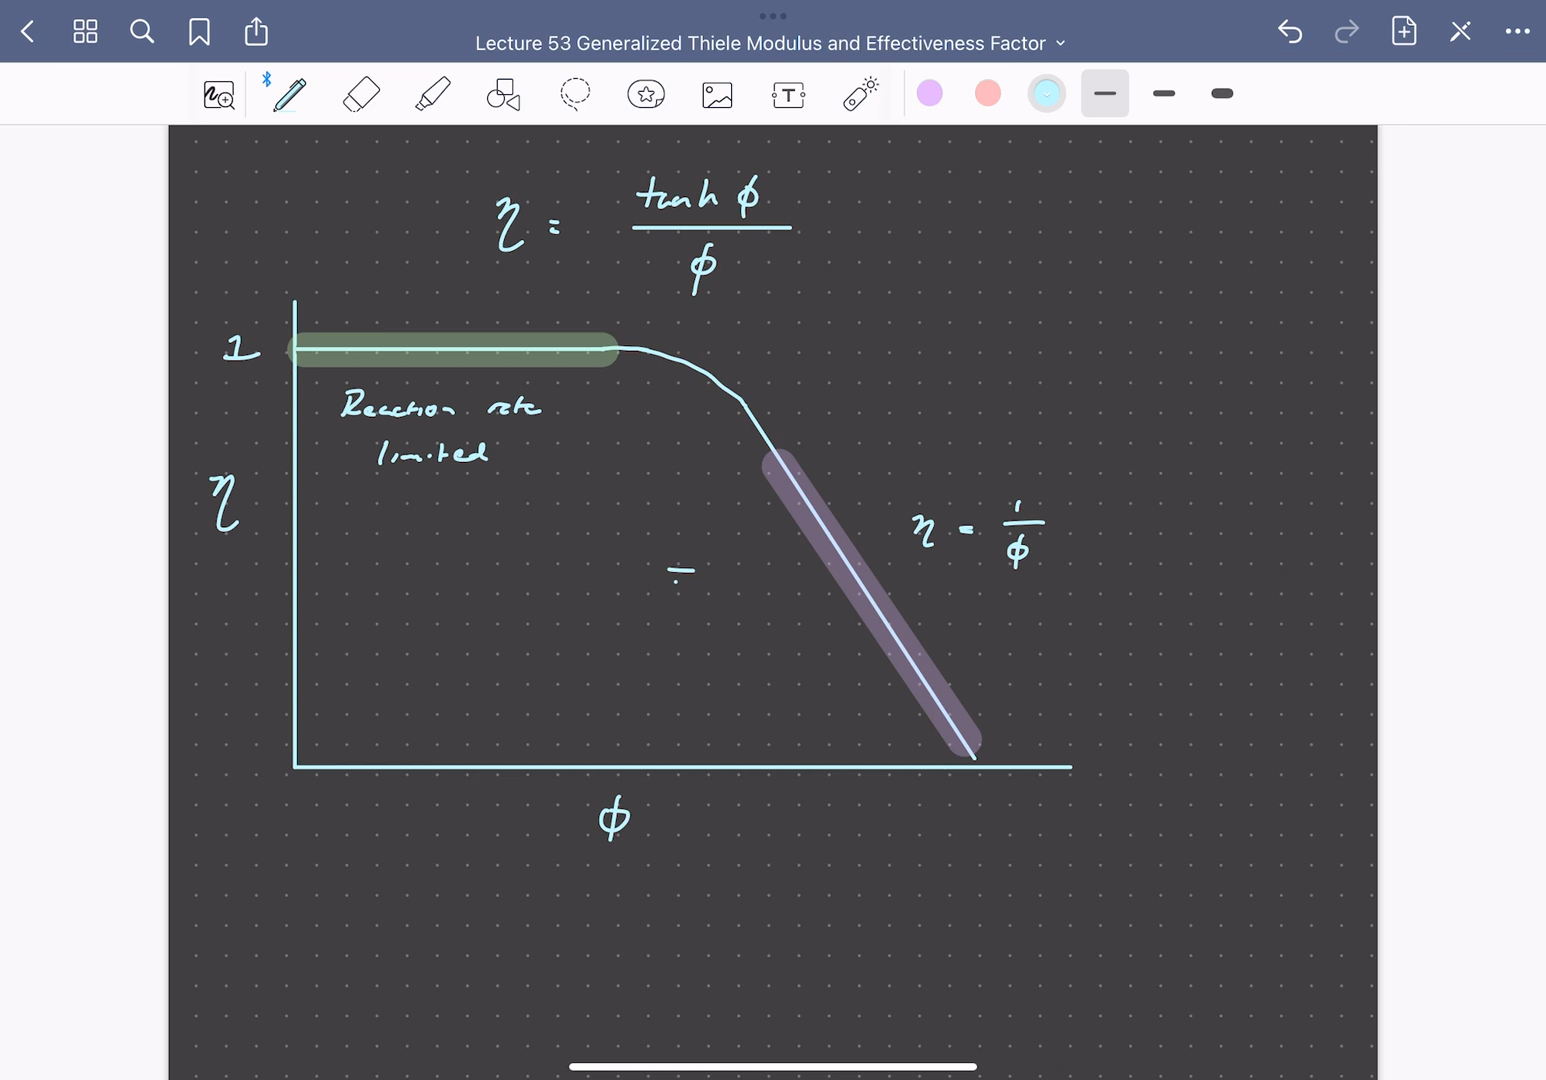 Lecture 53 Generalized Thiele Modulus and Effectiveness Factor
T
η = tanh ϕ / ϕ
1
Reaction rate
limited
η
η = 1 / ϕ
ϕ